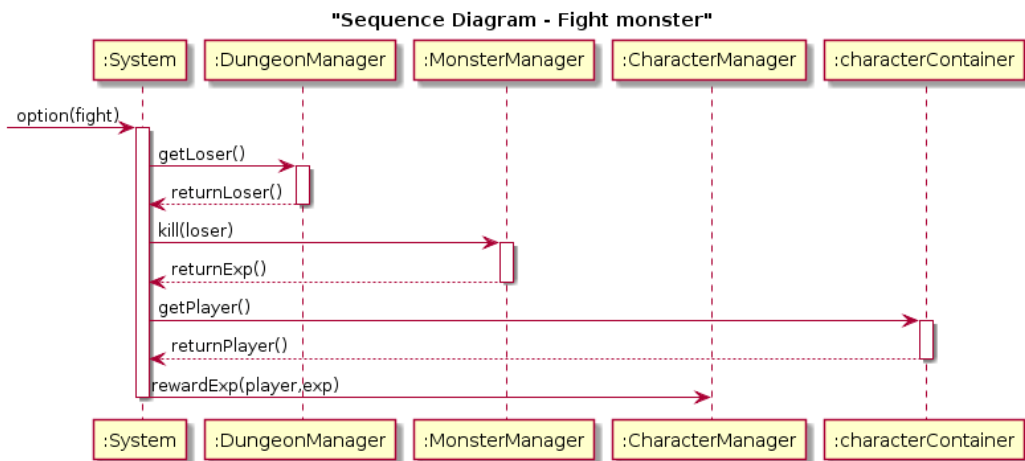 "Sequence Diagram - Fight monster"
:System :DungeonManager :MonsterManager :CharacterManager :characterContainer
option(fight)
getLoser()
returnLoser()
kill(loser)
returnExp()
getPlayer()
returnPlayer()
rewardExp(player,exp)
:System :DungeonManager :MonsterManager :CharacterManager :characterContainer